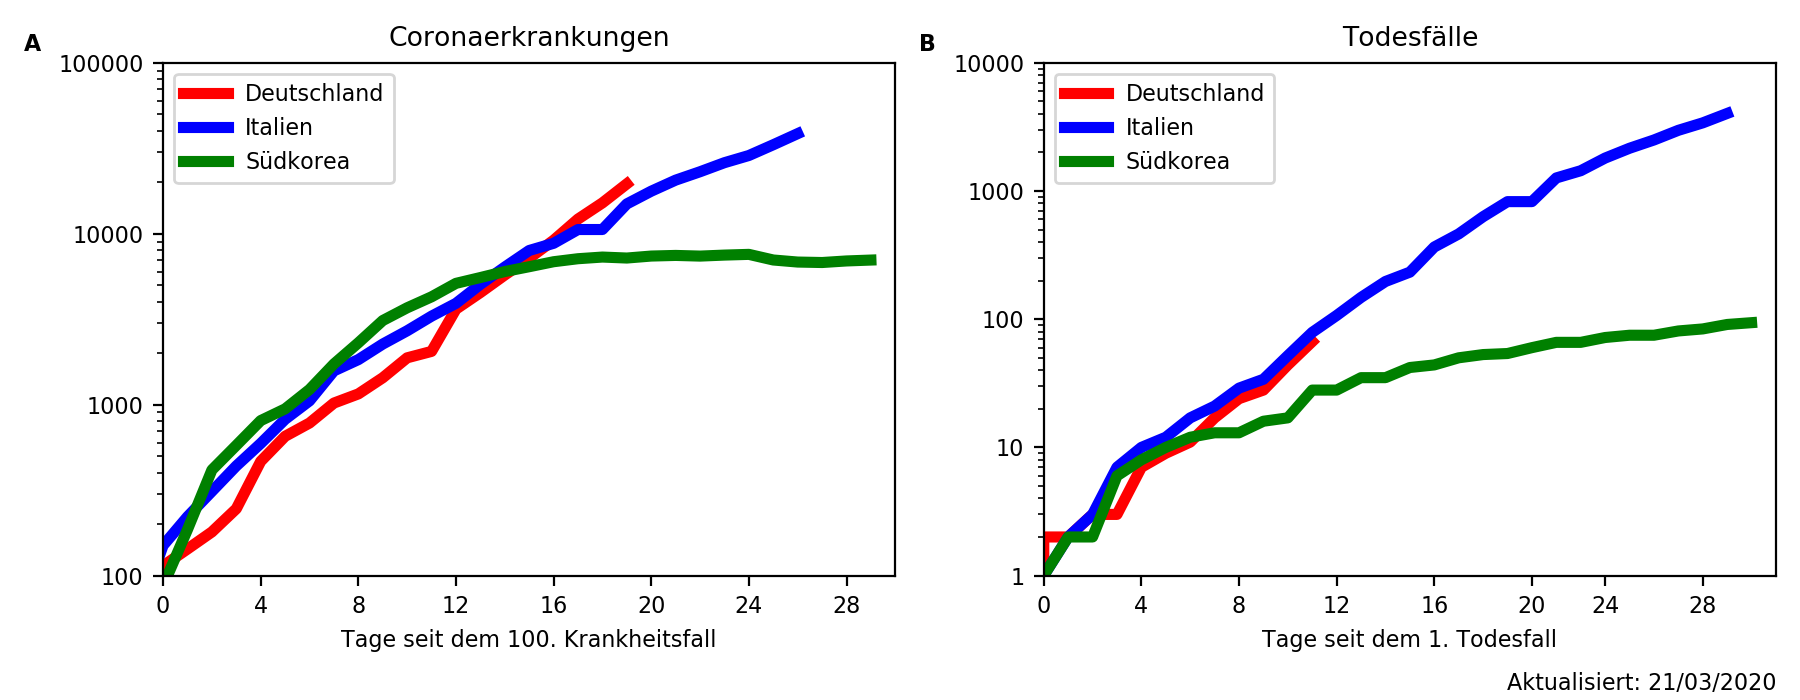 A
Coronaerkrankungen
100000
10000
1000
100
Deutschland
Italien
Südkorea
0 4 8 12 16 20 24 28
Tage seit dem 100. Krankheitsfall
B
Todesfälle
10000
1000
100
10
1
Deutschland
Italien
Südkorea
0 4 8 12 16 20 24 28
Tage seit dem 1. Todesfall
Aktualisiert: 21/03/2020